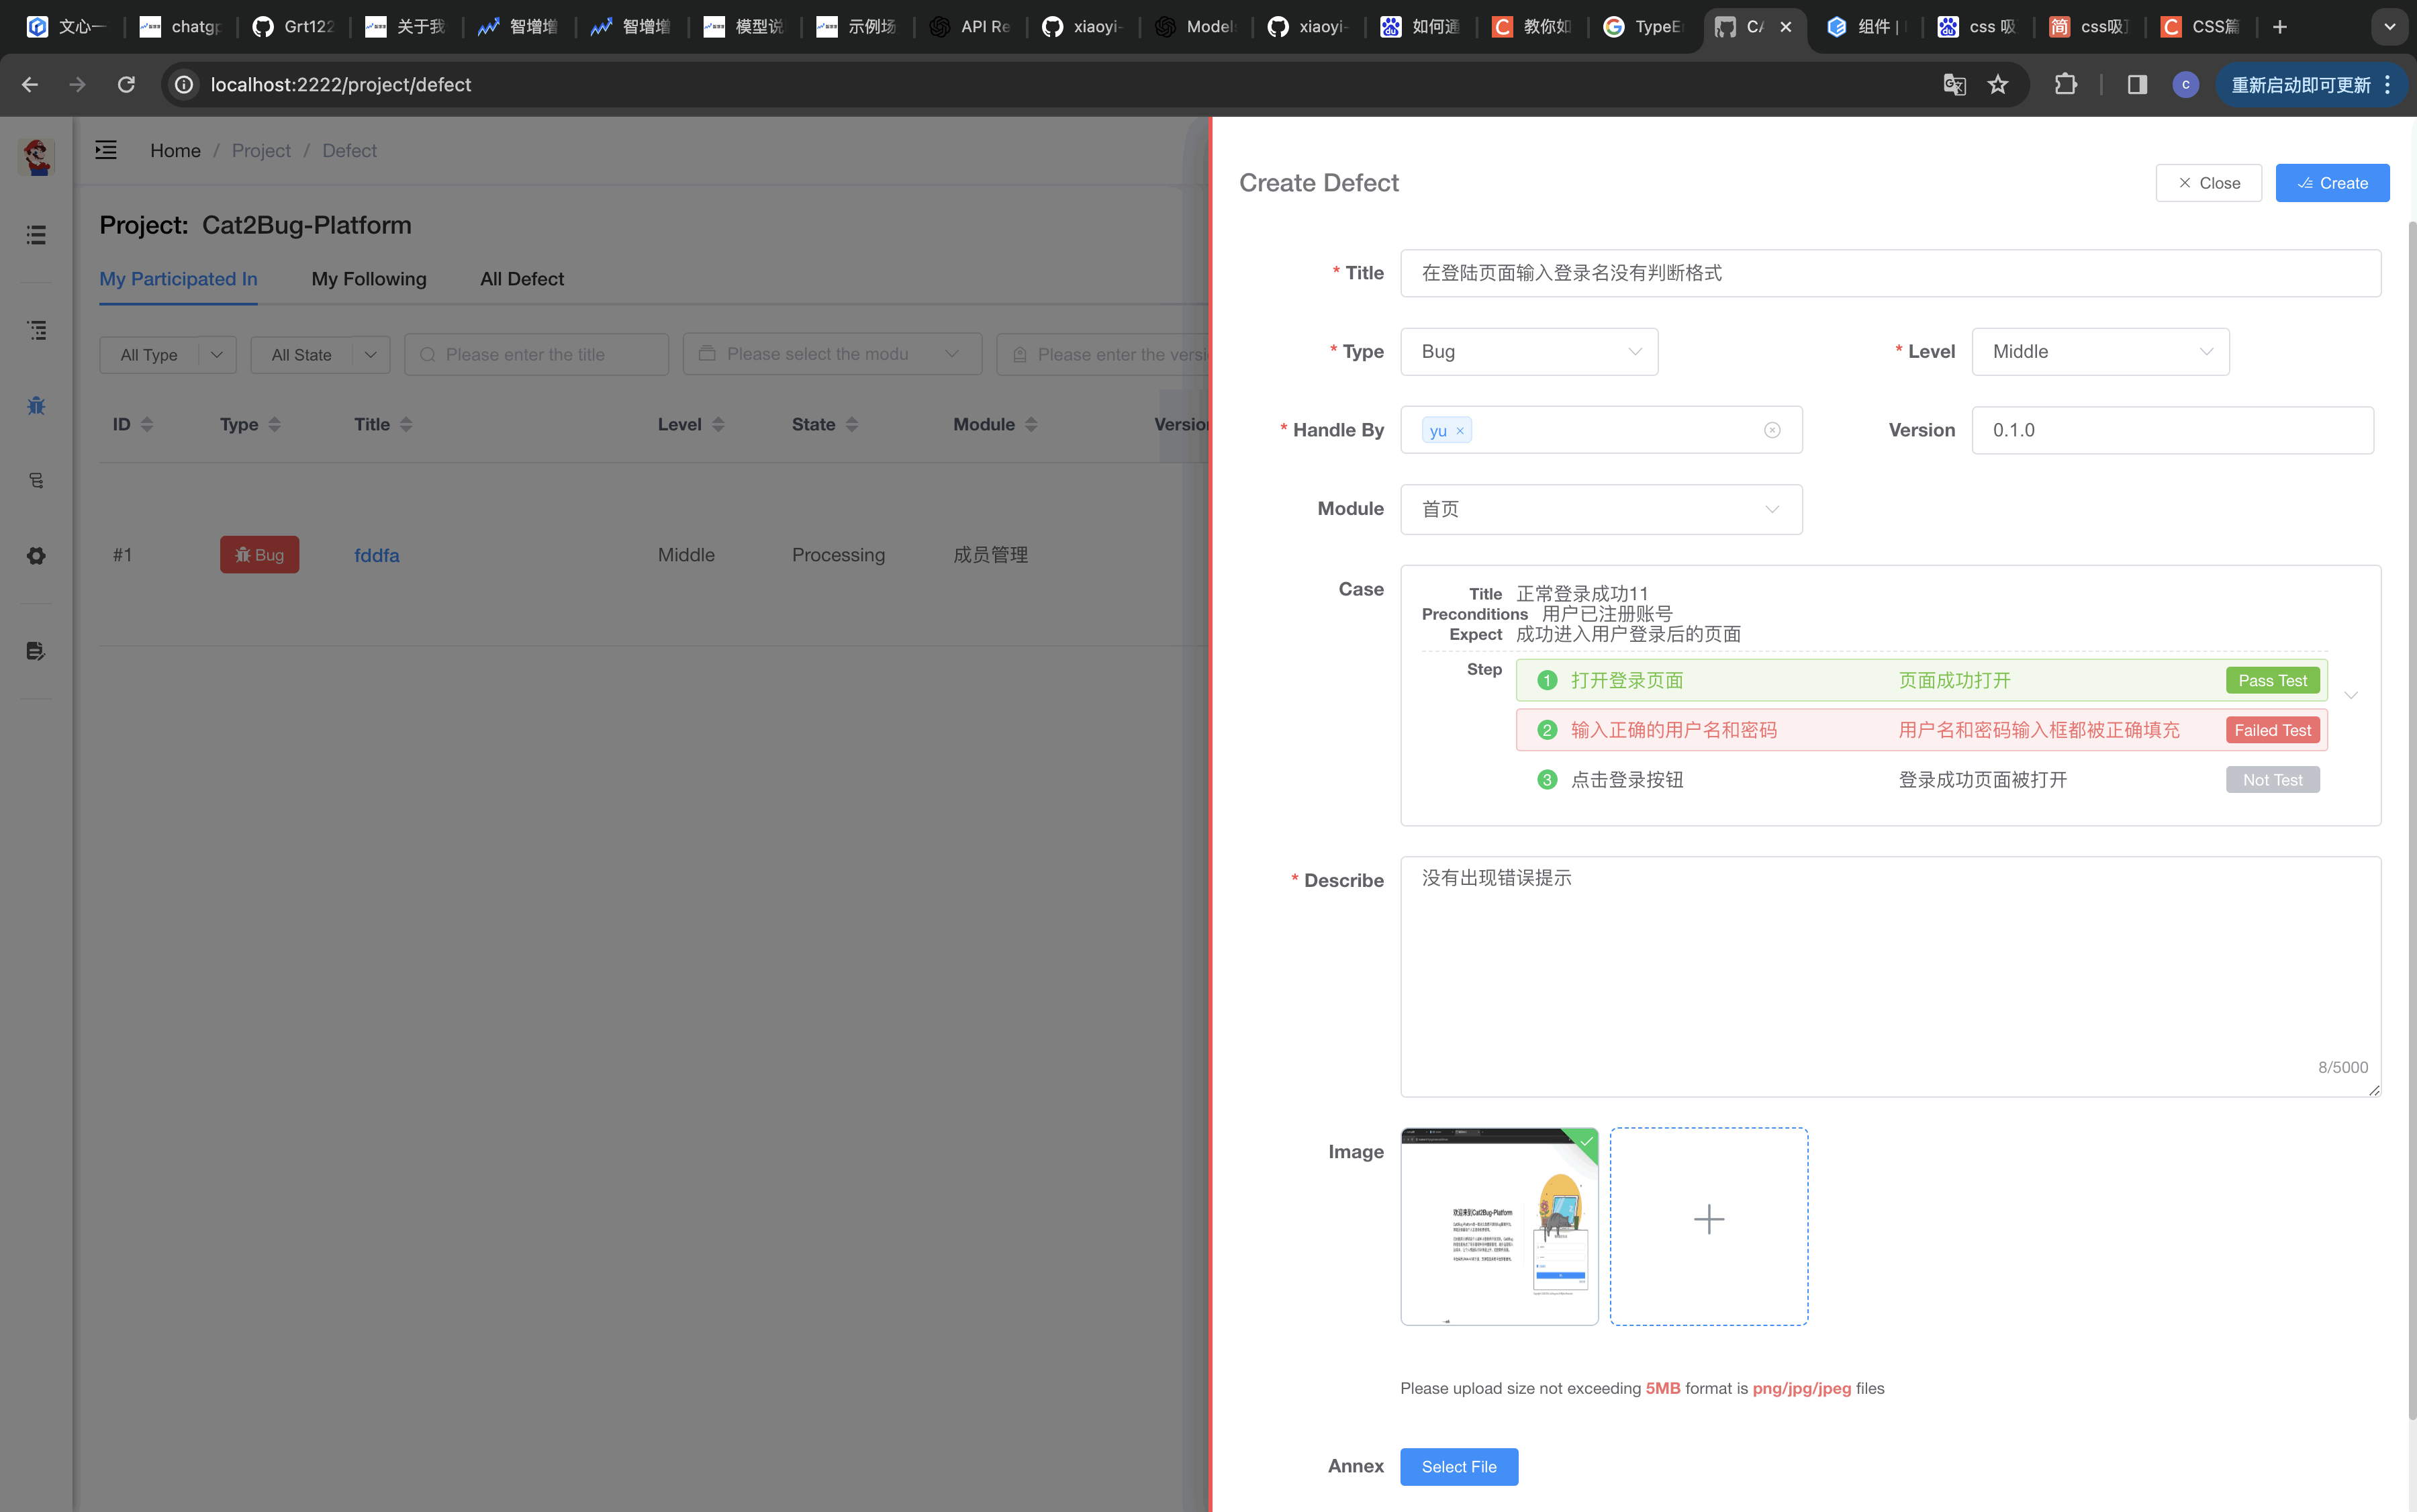 文心一 chatgp Grt122 关于我 智增增 智增增 模型说 示例场 API Re xiaoyi- Models xiaoyi- 如何通 教你如 TypeEr CA 组件 | css 吸 css吸顶 CSS篇
localhost:2222/project/defect 重新启动即可更新
Home / Project / Defect
Project: Cat2Bug-Platform
My Participated In My Following All Defect
All Type All State Please enter the title Please select the modu Please enter the versi
ID Type Title Level State Module Version
#1 Bug fddfa Middle Processing 成员管理
Create Defect Close Create
* Title 在登陆页面输入登录名没有判断格式
* Type Bug * Level Middle
* Handle By yu Version 0.1.0
Module 首页
Case
Title 正常登录成功11
Preconditions 用户已注册账号
Expect 成功进入用户登录后的页面
Step 1 打开登录页面 页面成功打开 Pass Test
2 输入正确的用户名和密码 用户名和密码输入框都被正确填充 Failed Test
3 点击登录按钮 登录成功页面被打开 Not Test
* Describe 没有出现错误提示
8/5000
Image
欢迎来到Cat2Bug-Platform
Please upload size not exceeding 5MB format is png/jpg/jpeg files
Annex Select File